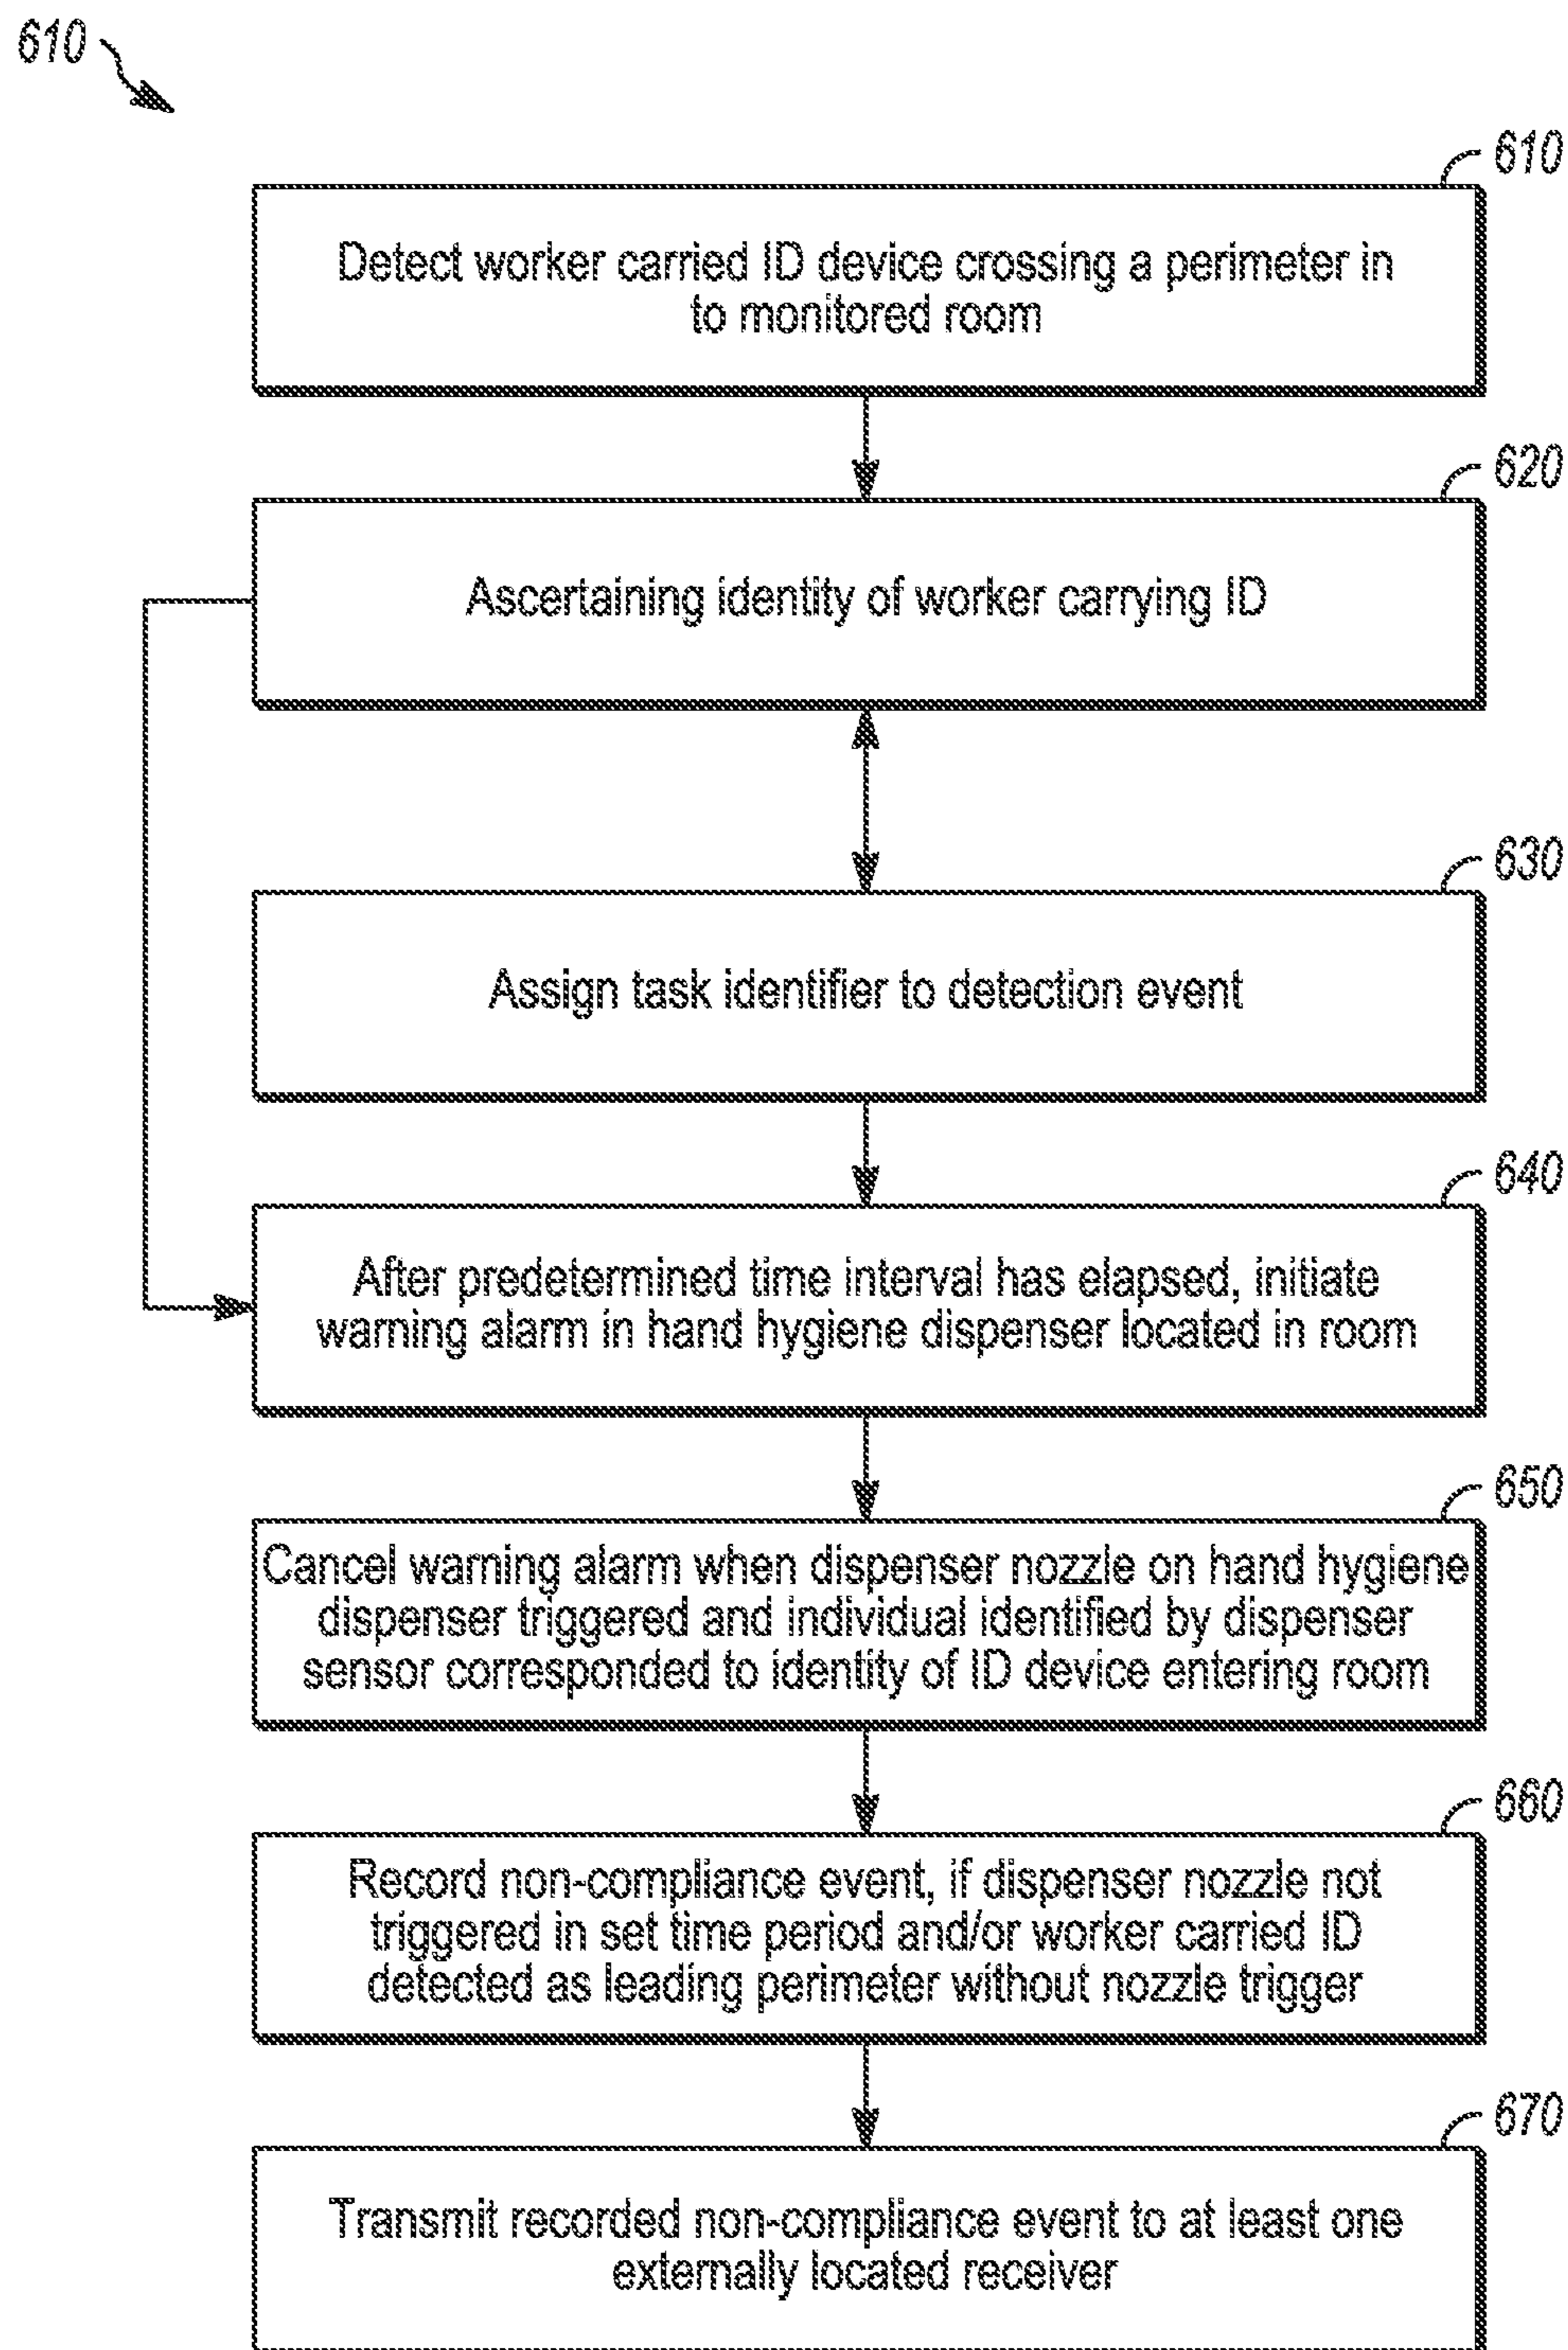 610
610
Detect worker carried ID device crossing a perimeter in
to monitored room
620
Ascertaining identity of worker carrying ID
630
Assign task identifier to detection event
640
After predetermined time interval has elapsed, initiate
warning alarm in hand hygiene dispenser located in room
650
Cancel warning alarm when dispenser nozzle on hand hygiene
dispenser triggered and individual identified by dispenser
sensor corresponded to identity of ID device entering room
660
Record non-compliance event, if dispenser nozzle not
triggered in set time period and/or worker carried ID
detected as leading perimeter without nozzle trigger
670
Transmit recorded non-compliance event to at least one
externally located receiver